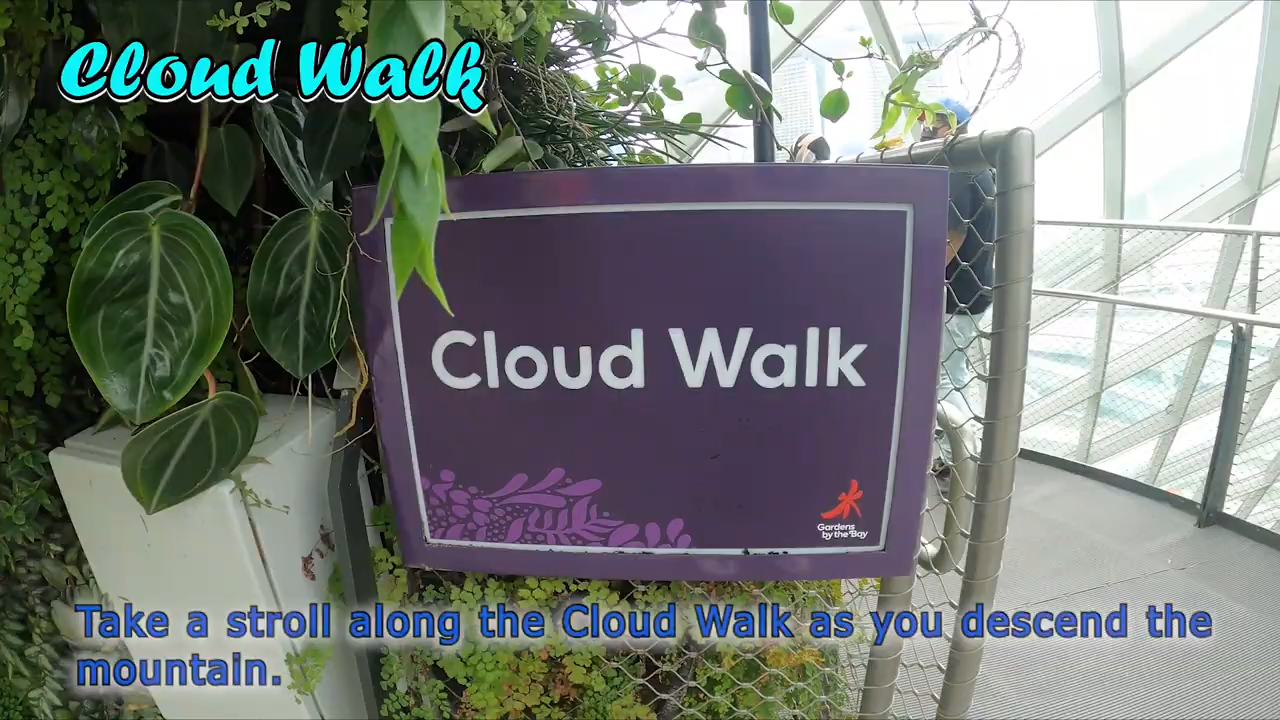 Cloud Walk
Cloud Walk
Gardens
by the Bay
Take a stroll along the Cloud Walk as you descend the
mountain.